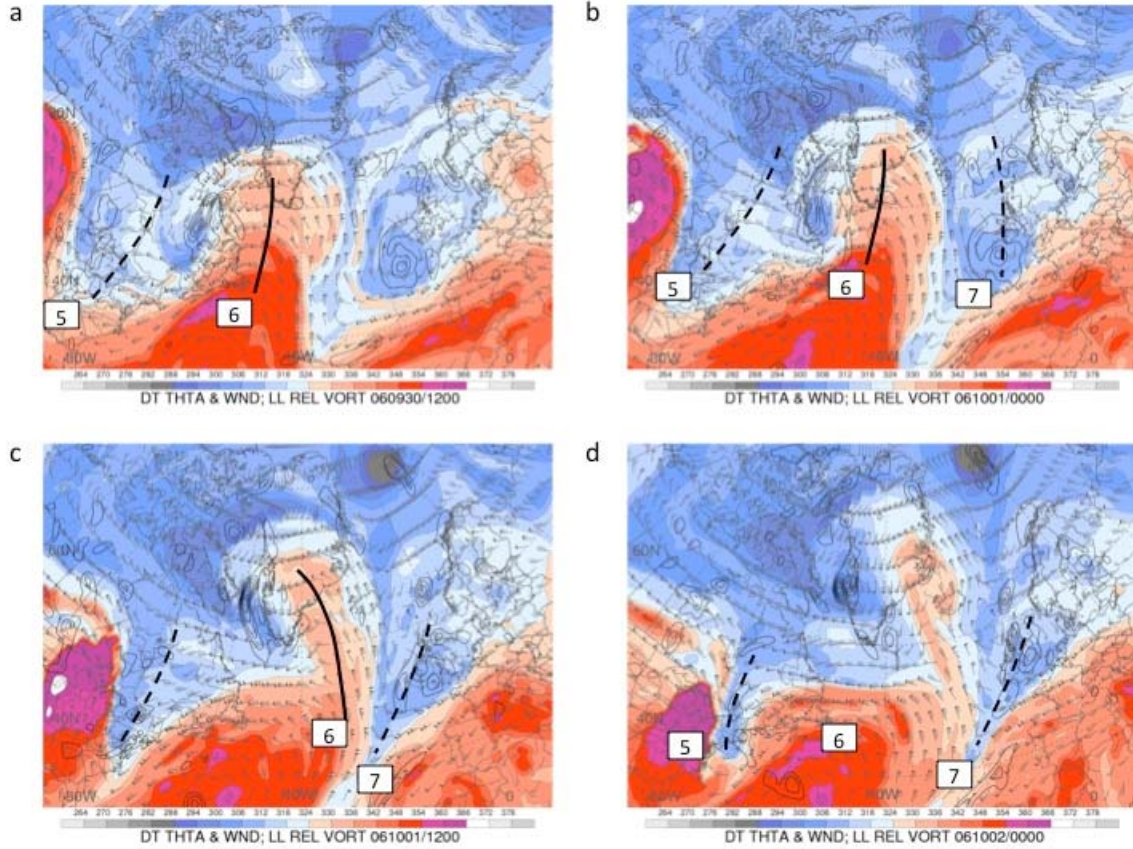 a
60N
40N
5
6
80W
40W
0
264 270 276 282 288 294 300 306 312 318 324 330 336 342 348 354 360 366 372 378
DT THTA & WND; LL REL VORT 060930/1200
b
60N
40N
5
6
7
80W
40W
0
264 270 276 282 288 294 300 306 312 318 324 330 336 342 348 354 360 366 372 378
DT THTA & WND; LL REL VORT 061001/0000
c
60N
40N
6
7
80W
40W
0
264 270 276 282 288 294 300 306 312 318 324 330 336 342 348 354 360 366 372 378
DT THTA & WND; LL REL VORT 061001/1200
d
60N
40N
5
6
7
80W
40W
0
264 270 276 282 288 294 300 306 312 318 324 330 336 342 348 354 360 366 372 378
DT THTA & WND; LL REL VORT 061002/0000